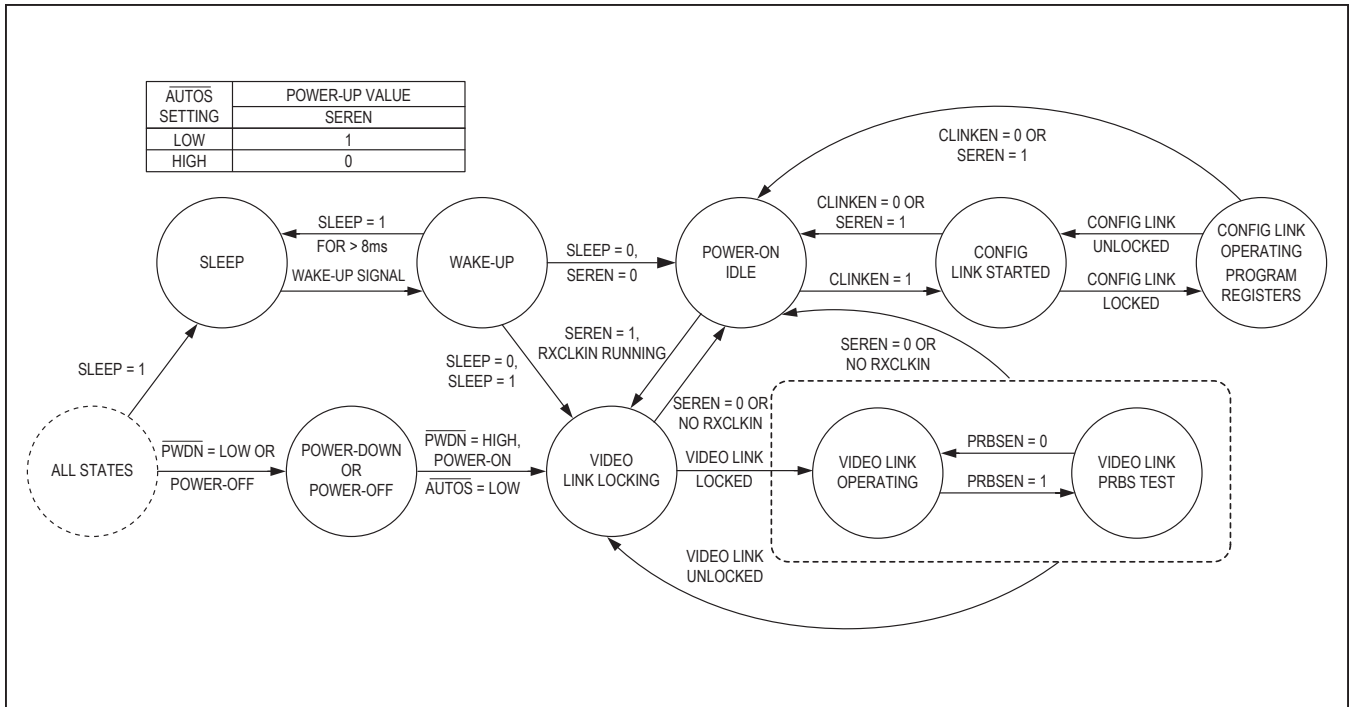 AUTOS
SETTING
POWER-UP VALUE
SEREN
LOW
1
HIGH
0
CLINKEN = 0 OR
SEREN = 1
SLEEP
SLEEP = 1
FOR > 8ms
WAKE-UP SIGNAL
WAKE-UP
SLEEP = 0,
SEREN = 0
POWER-ON
IDLE
CLINKEN = 0 OR
SEREN = 1
CLINKEN = 1
CONFIG
LINK STARTED
CONFIG LINK
UNLOCKED
CONFIG LINK
LOCKED
CONFIG LINK
OPERATING
PROGRAM
REGISTERS
SLEEP = 1
SLEEP = 0,
SLEEP = 1
SEREN = 1,
RXCLKIN RUNNING
SEREN = 0 OR
NO RXCLKIN
SEREN = 0 OR
NO RXCLKIN
ALL STATES
PWDN = LOW OR
POWER-OFF
POWER-DOWN
OR
POWER-OFF
PWDN = HIGH,
POWER-ON
AUTOS = LOW
VIDEO
LINK LOCKING
VIDEO LINK
LOCKED
VIDEO LINK
OPERATING
PRBSEN = 0
PRBSEN = 1
VIDEO LINK
PRBS TEST
VIDEO LINK
UNLOCKED